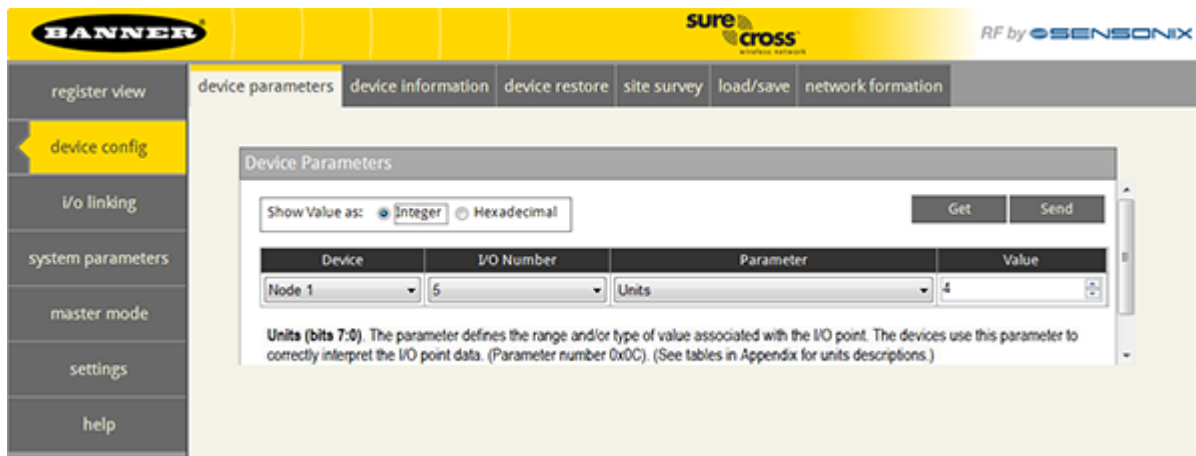 BANNER
sure cross
wireless network
RF by SENSONIX
register view
device config
i/o linking
system parameters
master mode
settings
help
device parameters device information device restore site survey load/save network formation
Device Parameters
Show Value as: Integer Hexadecimal
Get Send
Device I/O Number Parameter Value
Node 1 5 Units 4
Units (bits 7:0). The parameter defines the range and/or type of value associated with the I/O point. The devices use this parameter to
correctly interpret the I/O point data. (Parameter number 0x0C). (See tables in Appendix for units descriptions.)